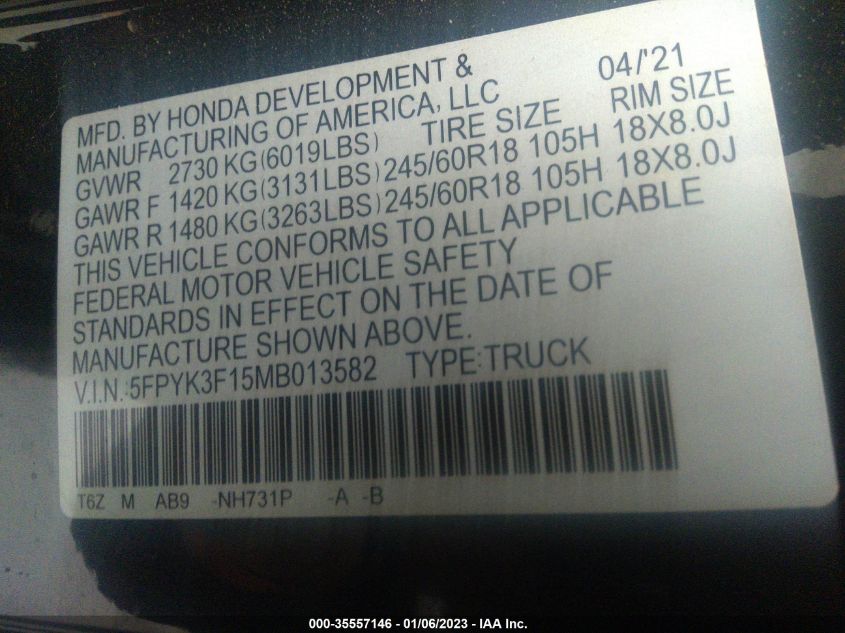 MFD. BY HONDA DEVELOPMENT & 04/'21
MANUFACTURING OF AMERICA, LLC
GVWR 2730 KG (6019LBS) TIRE SIZE RIM SIZE
GAWR F 1420 KG (3131LBS) 245/60R18 105H 18X8.0J
GAWR R 1480 KG (3263LBS) 245/60R18 105H 18X8.0J
THIS VEHICLE CONFORMS TO ALL APPLICABLE
FEDERAL MOTOR VEHICLE SAFETY
STANDARDS IN EFFECT ON THE DATE OF
MANUFACTURE SHOWN ABOVE.
V.I.N.:5FPYK3F15MB013582 TYPE:TRUCK
T6Z M AB9 -NH731P -A -B
000-35557146 - 01/06/2023 - IAA Inc.